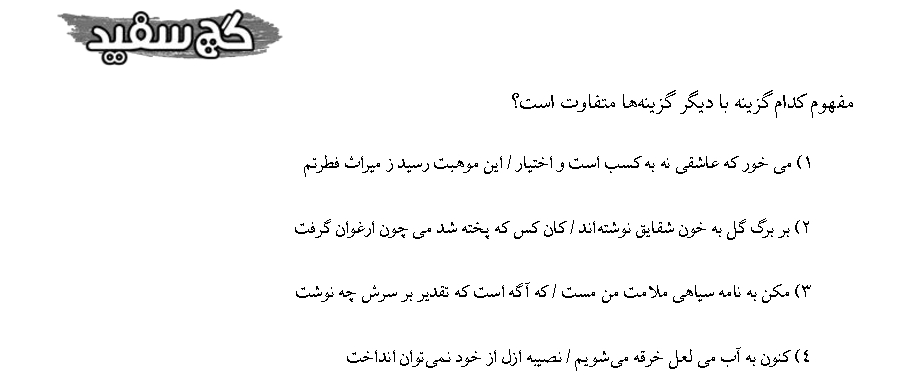 گچ سفید
مفهوم کدام گزینه با دیگر گزینه‌ها متفاوت است؟
۱) می خور که عاشقی نه به کسب است و اختیار / این موهبت رسید ز میراث فطرتم
۲) بر برگ گل به خون شقایق نوشته‌اند / کان کس که پخته شد می چون ارغوان گرفت
۳) مکن به نامه سیاهی ملامت من مست / که آگه است که تقدیر بر سرش چه نوشت
۴) کنون به آب می لعل خرقه می‌شویم / نصیبه ازل از خود نمی‌توان انداخت